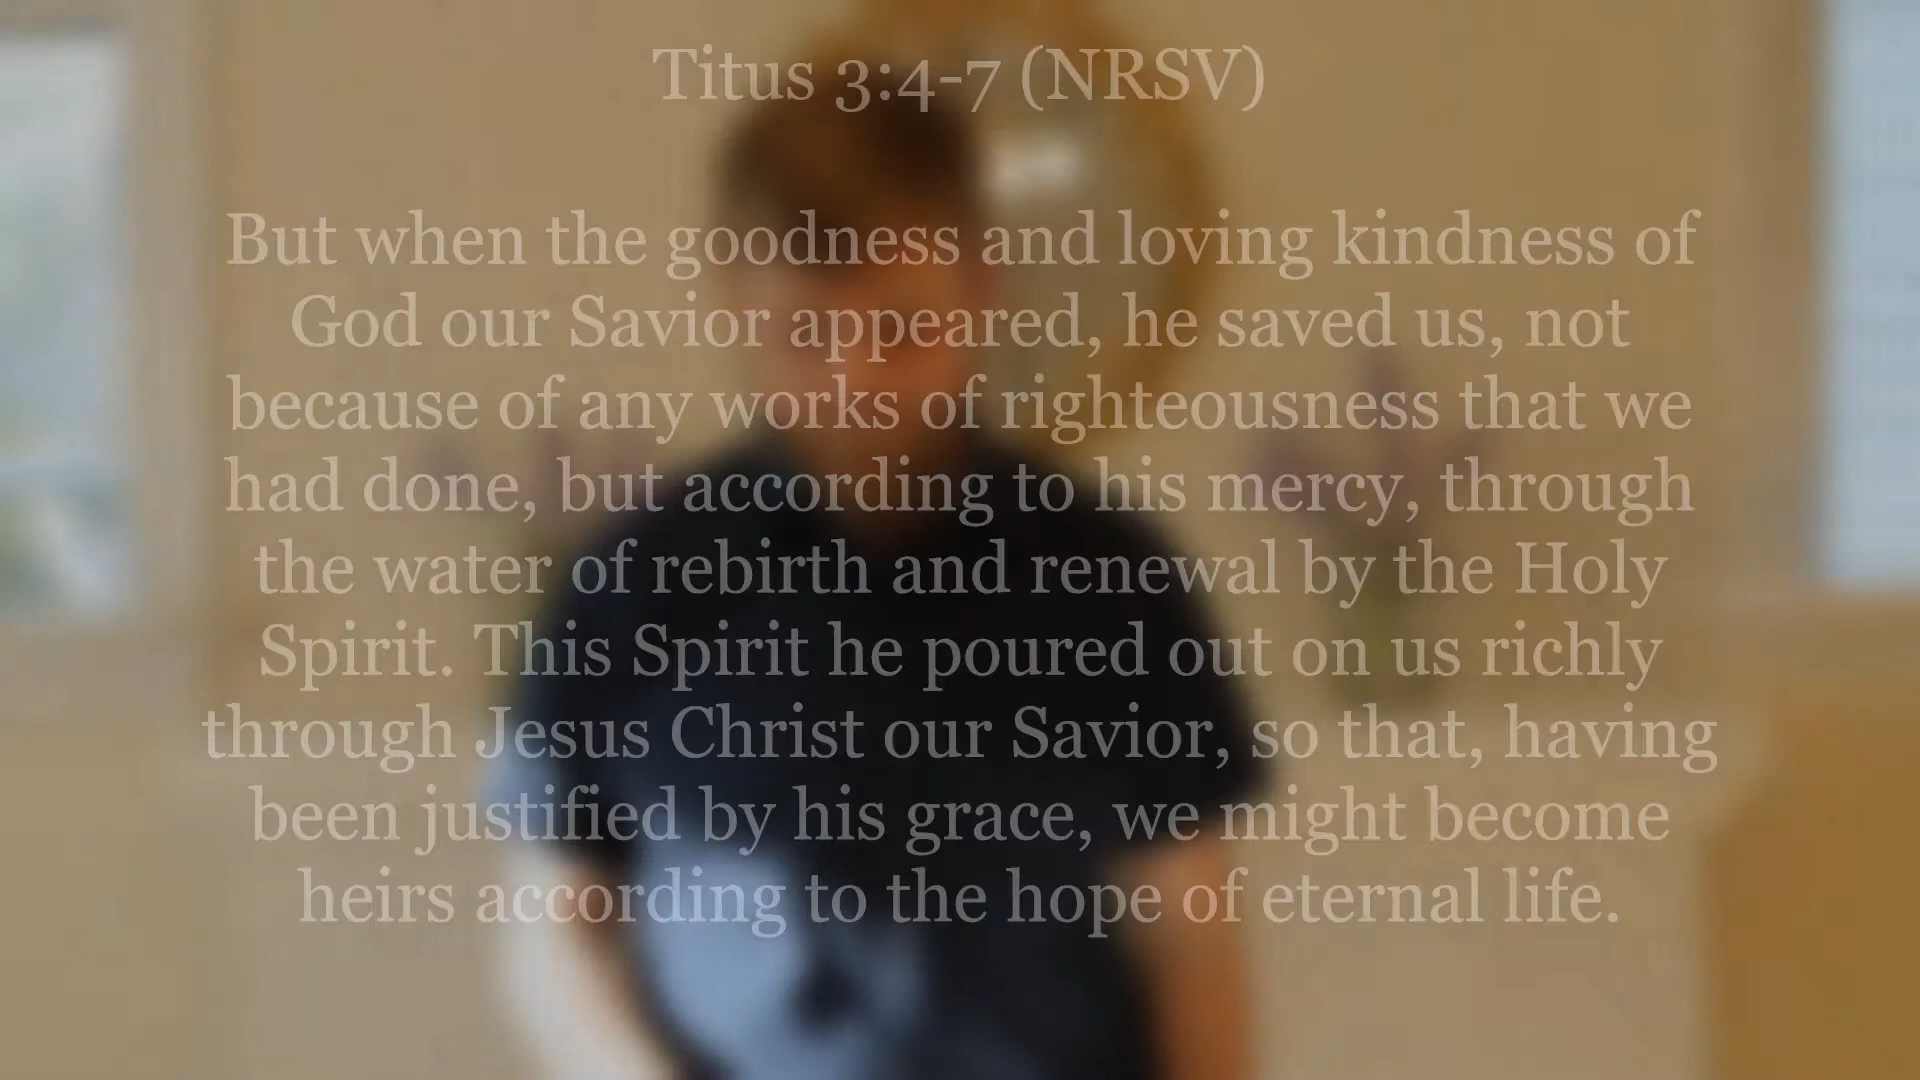 Titus 3:4-7 (NRSV)
But when the goodness and loving kindness of
God our Savior appeared, he saved us, not
because of any works of righteousness that we
had done, but according to his mercy, through
the water of rebirth and renewal by the Holy
Spirit. This Spirit he poured out on us richly
through Jesus Christ our Savior, so that, having
been justified by his grace, we might become
heirs according to the hope of eternal life.